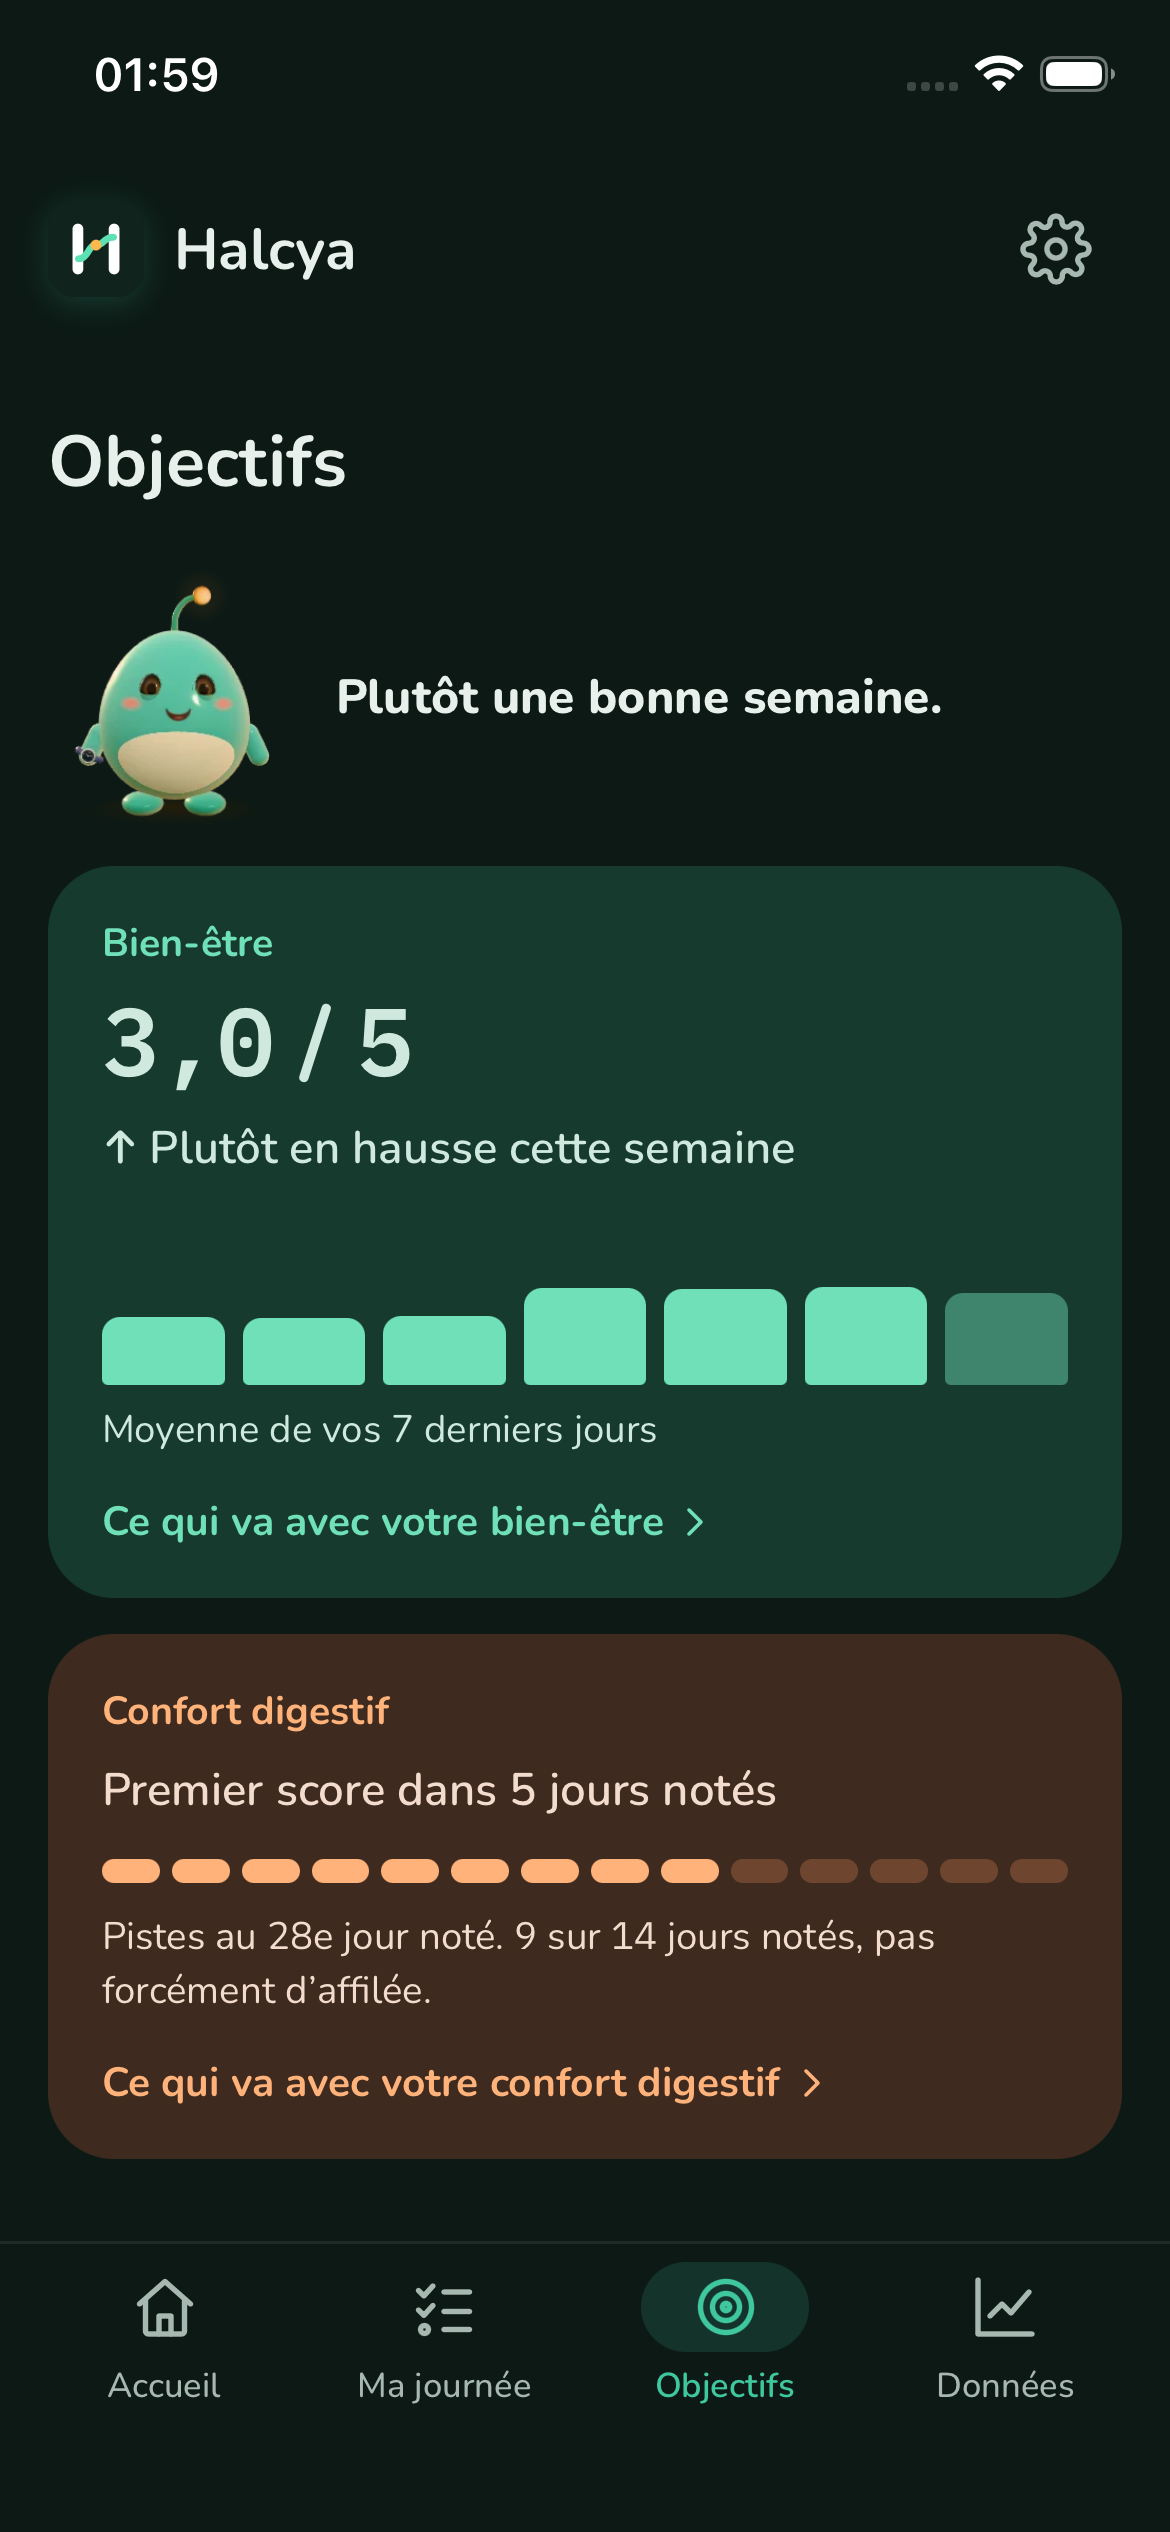 01:59
Halcya
Objectifs
Plutôt une bonne semaine.
Bien-être
3,0/5
↑ Plutôt en hausse cette semaine
Moyenne de vos 7 derniers jours
Ce qui va avec votre bien-être >
Confort digestif
Premier score dans 5 jours notés
Pistes au 28e jour noté. 9 sur 14 jours notés, pas
forcément d’affilée.
Ce qui va avec votre confort digestif >
Accueil
Ma journée
Objectifs
Données